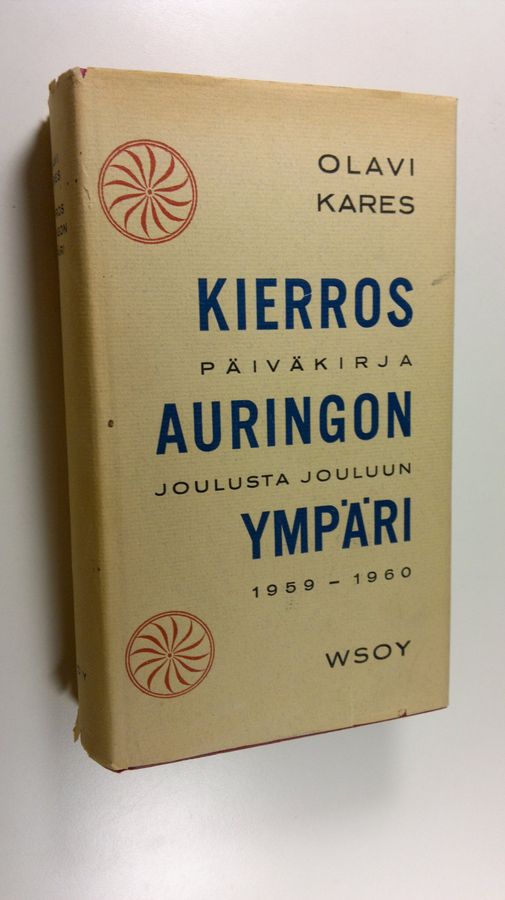 OLAVI
KARES
KIERROS
PÄIVÄKIRJA
AURINGON
JOULUSTA JOULUUN
YMPÄRI
1959 – 1960
WSOY